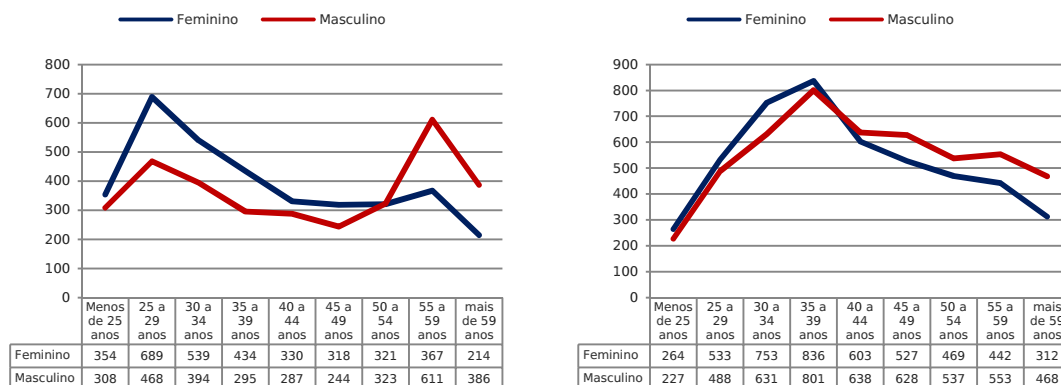 Feminino Masculino
800
700
600
500
400
300
200
100
0
Menos de 25 anos 25 a 29 anos 30 a 34 anos 35 a 39 anos 40 a 44 anos 45 a 49 anos 50 a 54 anos 55 a 59 anos mais de 59 anos
Feminino 354 689 539 434 330 318 321 367 214
Masculino 308 468 394 295 287 244 323 611 386
Feminino Masculino
900
800
700
600
500
400
300
200
100
0
Menos de 25 anos 25 a 29 anos 30 a 34 anos 35 a 39 anos 40 a 44 anos 45 a 49 anos 50 a 54 anos 55 a 59 anos mais de 59 anos
Feminino 264 533 753 836 603 527 469 442 312
Masculino 227 488 631 801 638 628 537 553 468